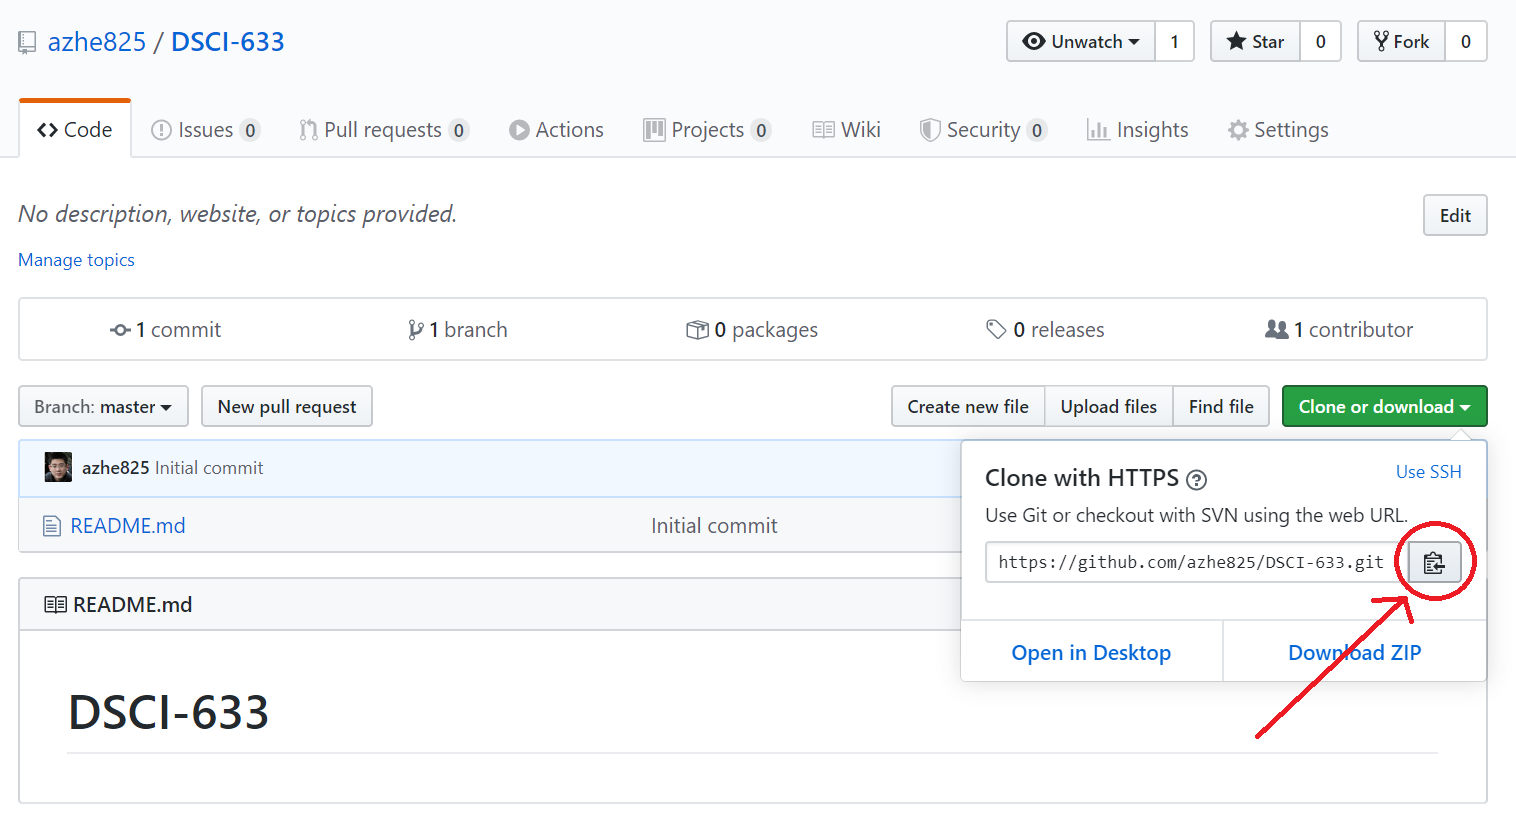 azhe825 / DSCI-633
Unwatch 1 Star 0 Fork 0
Code Issues 0 Pull requests 0 Actions Projects 0 Wiki Security 0 Insights Settings
No description, website, or topics provided. Edit
Manage topics
1 commit 1 branch 0 packages 0 releases 1 contributor
Branch: master New pull request Create new file Upload files Find file Clone or download
azhe825 Initial commit
README.md Initial commit
Clone with HTTPS ? Use SSH
Use Git or checkout with SVN using the web URL.
https://github.com/azhe825/DSCI-633.git
Open in Desktop Download ZIP
README.md
DSCI-633